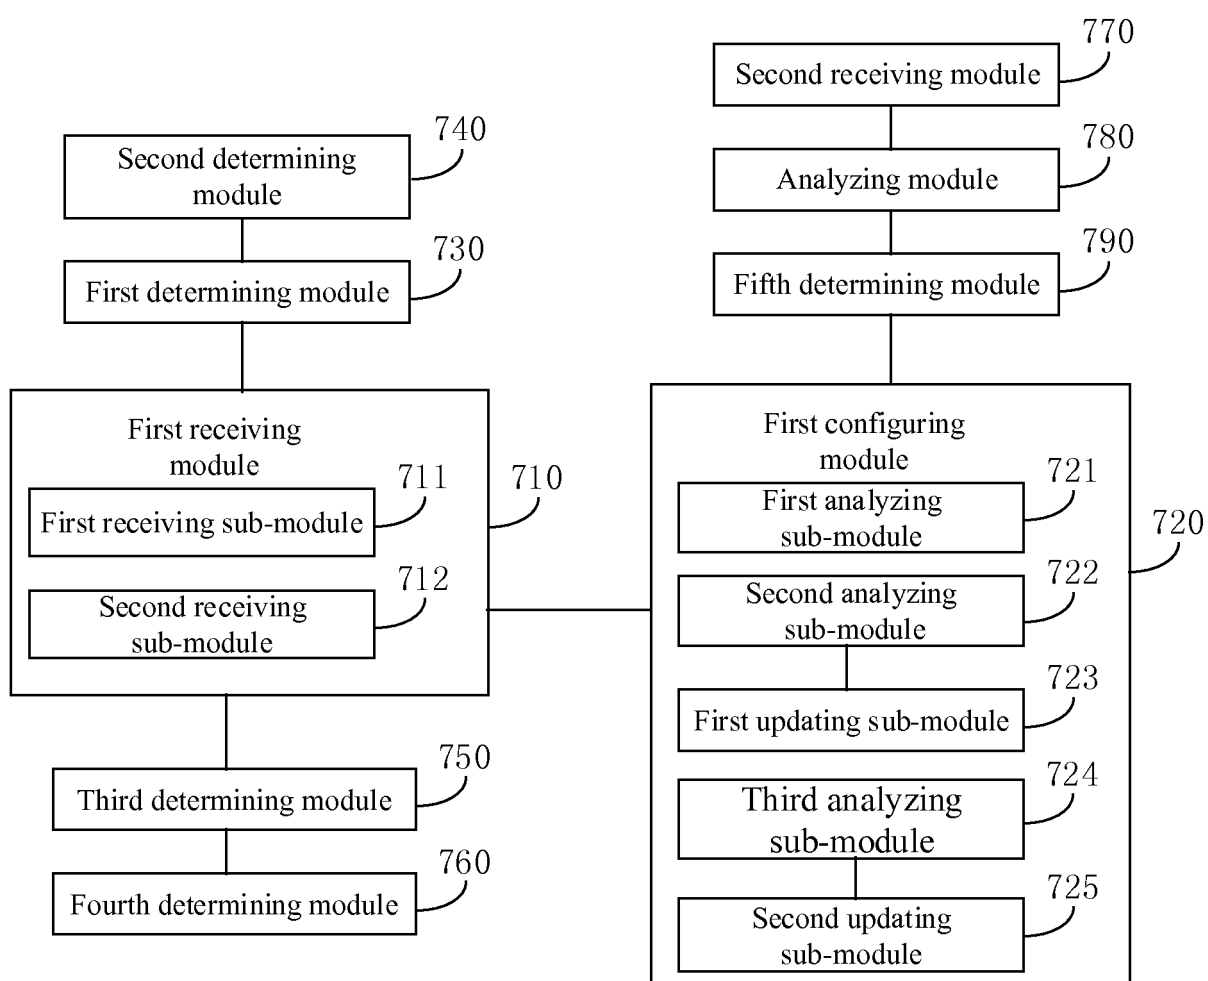 740
Second determining
module
730
First determining module
First receiving
module
710
711
First receiving sub-module
712
Second receiving
sub-module
750
Third determining module
760
Fourth determining module
770
Second receiving module
780
Analyzing module
790
Fifth determining module
First configuring
module
720
721
First analyzing
sub-module
722
Second analyzing
sub-module
723
First updating sub-module
724
Third analyzing
sub-module
725
Second updating
sub-module